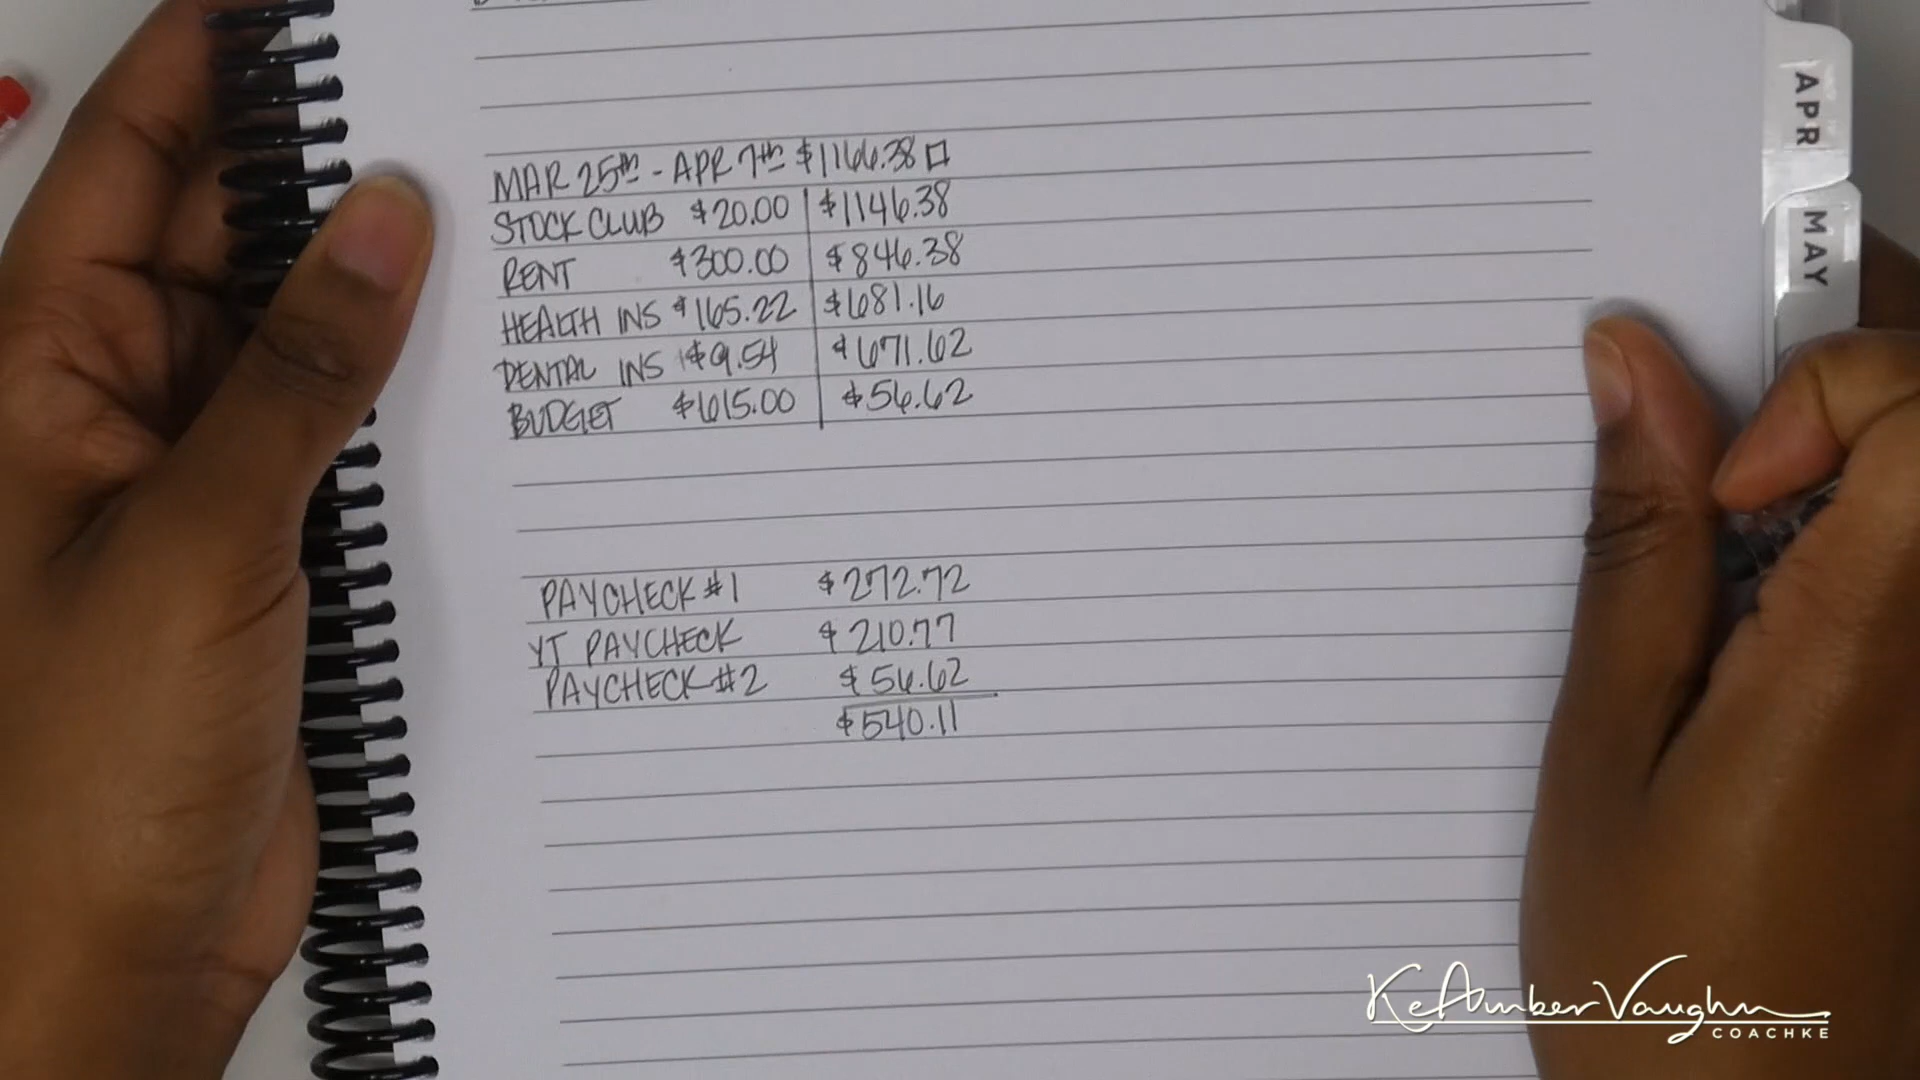 MAR 25th - APR 7th $1166.38
STOCK CLUB $20.00 $1146.38
RENT $300.00 $846.38
HEALTH INS $165.22 $681.16
DENTAL INS $9.54 $671.62
BUDGET $615.00 $56.62
PAYCHECK #1 $272.72
YT PAYCHECK $210.77
PAYCHECK #2 $56.62
$540.11
APR
MAY
KeAmber Vaughn
COACHKE